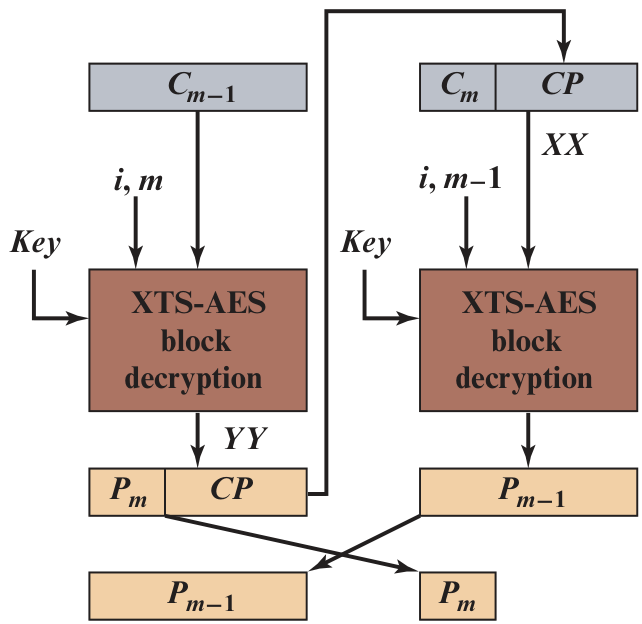 C_{m-1}
C_m CP
XX
i, m
i, m-1
Key
Key
XTS-AES
block
decryption
XTS-AES
block
decryption
YY
P_m CP
P_{m-1}
P_{m-1}
P_m